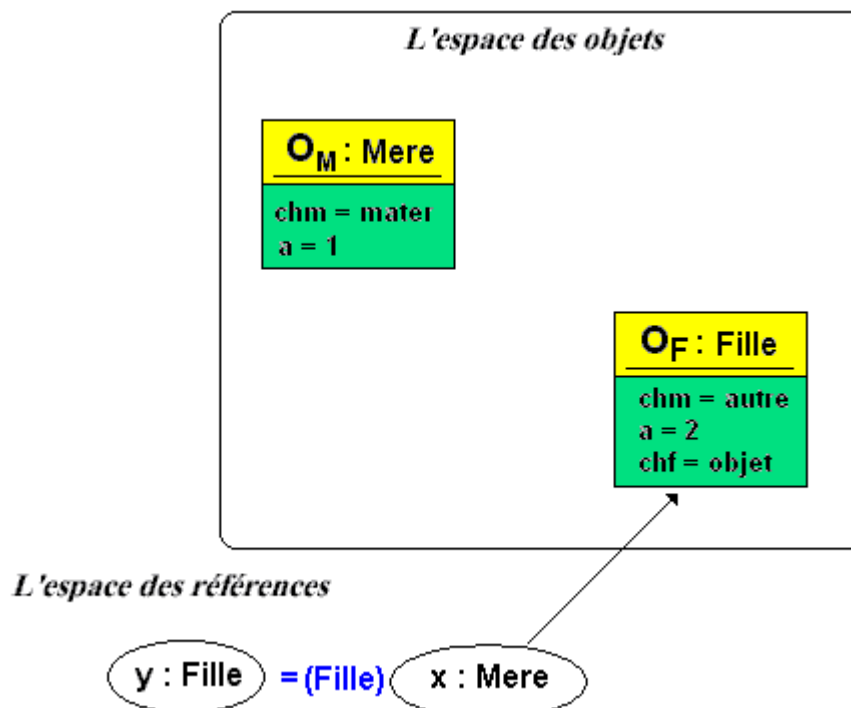 L'espace des objets
OM : Mere
chm = mater
a = 1
OF : Fille
chm = autre
a = 2
chf = objet
L'espace des références
y : Fille =(Fille) x : Mere